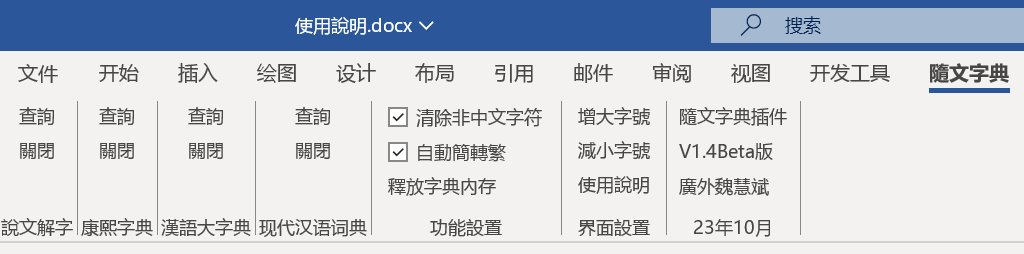 使用說明.docx
搜索
文件 开始 插入 绘图 设计 布局 引用 邮件 审阅 视图 开发工具 隨文字典
查詢 查詢 查詢 查詢 清除非中文字符 增大字號 隨文字典插件
關閉 關閉 關閉 關閉 自動簡轉繁 減小字號 V1.4Beta版
釋放字典内存 使用說明 廣外魏慧斌
說文解字 康熙字典 漢語大字典 现代汉语词典 功能設置 界面設置 23年10月